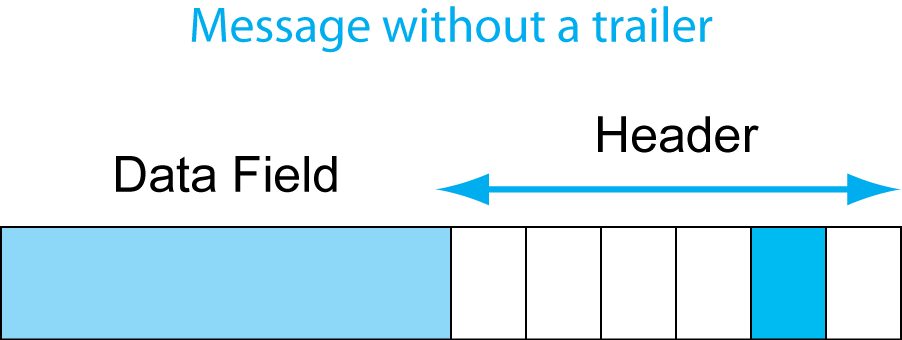 Message without a trailer
Header
Data Field